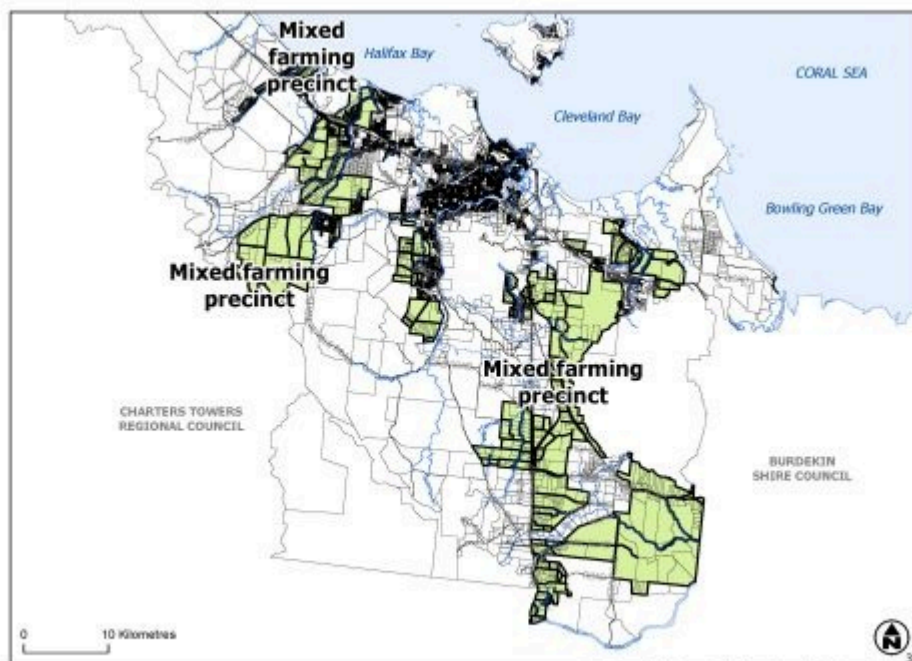 Mixed
farming
precinct
Halifax Bay
CORAL SEA
Cleveland Bay
Bowling Green Bay
Mixed farming
precinct
Mixed farming
precinct
CHARTERS TOWERS
REGIONAL COUNCIL
BURDEKIN
SHIRE COUNCIL
0 10 Kilometres
N